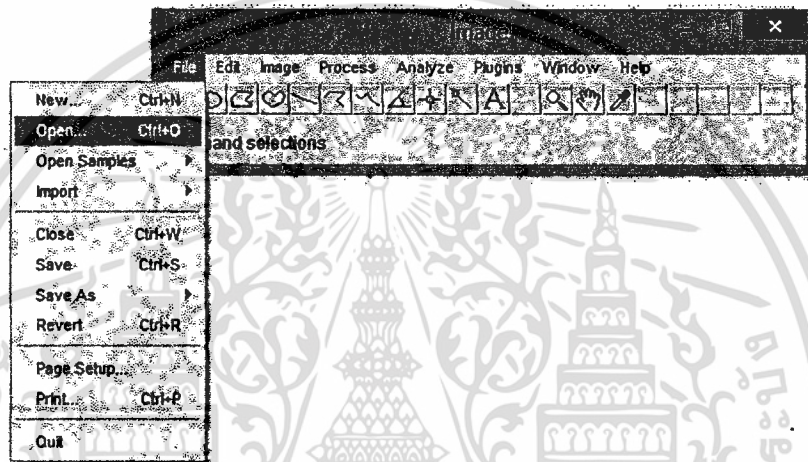 ImageJ
File Edit Image Process Analyze Plugins Window Help
and selections
New... Ctrl+N
Open... Ctrl+O
Open Samples
Import
Close Ctrl+W
Save Ctrl+S
Save As
Revert Ctrl+R
Page Setup...
Print... Ctrl+P
Quit